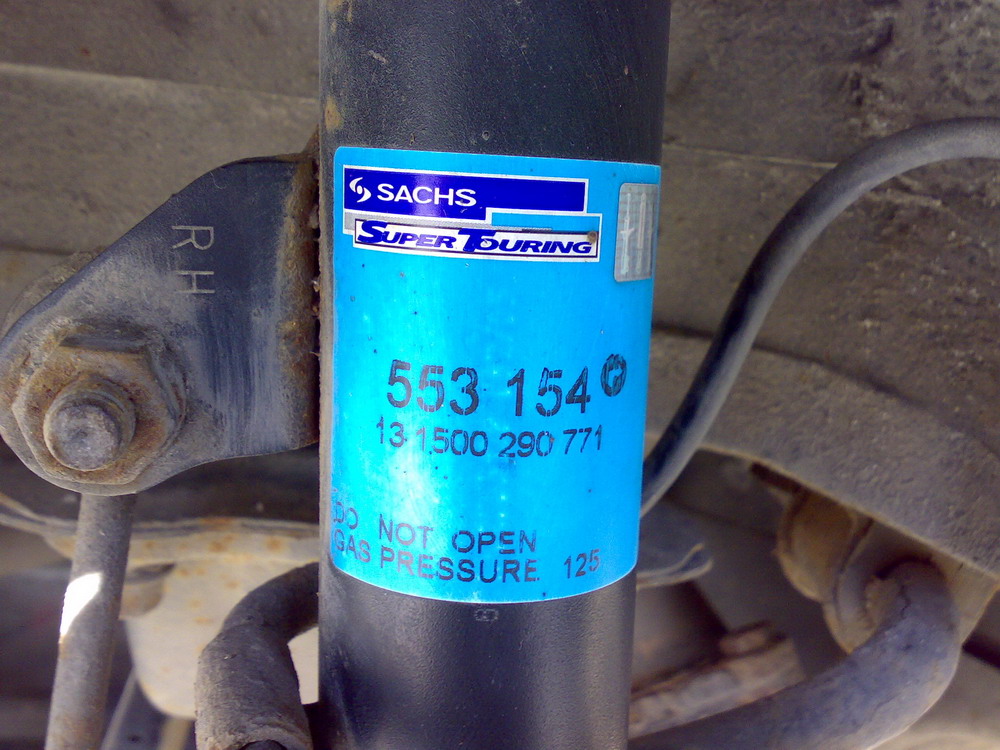 RH
SACHS
SUPER TOURING
553 154
13 1500 290 771
DO NOT OPEN
GAS PRESSURE 125